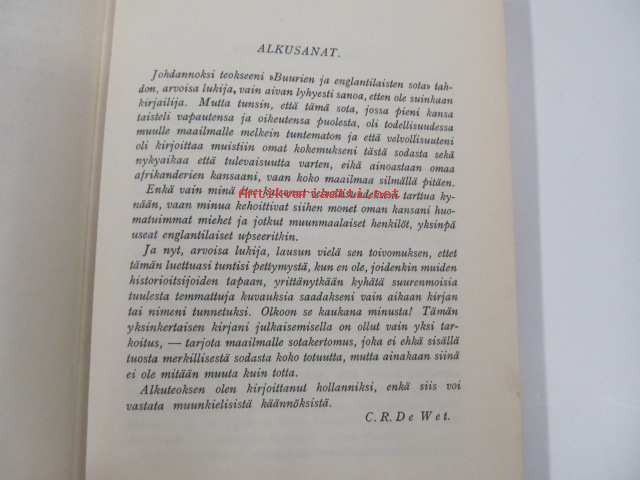 ALKUSANAT.
Johdannoksi teokseeni »Buurien ja englantilaisten sota» tah-
don, arvoisa lukija, vain aivan lyhyesti sanoa, etten ole suinkaan
kirjailija. Mutta tunsin, että tämä sota, jossa pieni kansa
taisteli vapautensa ja oikeutensa puolesta, oli todellisuudessa
muulle maailmalle melkein tuntematon ja että velvollisuuteni
oli kirjoittaa muistiin omat kokemukseni tästä sodasta sekä
nykyaikaa että tulevaisuutta varten, eikä ainoastaan omaa
afrikanderien kansaani, vaan koko maailmaa silmällä pitäen.
Enkä vain minä itse katsonut velvollisuudekseni tarttua ky-
nään, vaan minua kehoittivat siihen monet oman kansani huo-
matuimmat miehet ja jotkut muunmaalaiset henkilöt, yksinpä
useat englantilaiset upseeritkin.
Ja nyt, arvoisa lukija, lausun vielä sen toivomuksen, ettet
tämän luettuasi tuntisi pettymystä, kun en ole, joidenkin muiden
historioitsijoiden tapaan, yrittänytkään kyhätä suurenmoisia
tuulesta temmattuja kuvauksia saadakseni vain aikaan kirjan
tai nimeni tunnetuksi. Olkoon se kaukana minusta! Tämän
yksinkertaisen kirjani julkaisemisella on ollut vain yksi tar-
koitus, — tarjota maailmalle sotakertomus, joka ei ehkä sisällä
tuosta merkillisestä sodasta koko totuutta, mutta ainakaan siinä
ei ole mitään muuta kuin totta.
Alkuteoksen olen kirjoittanut hollanniksi, enkä siis voi
vastata muunkielisistä käännöksistä.
C. R. De Wet.